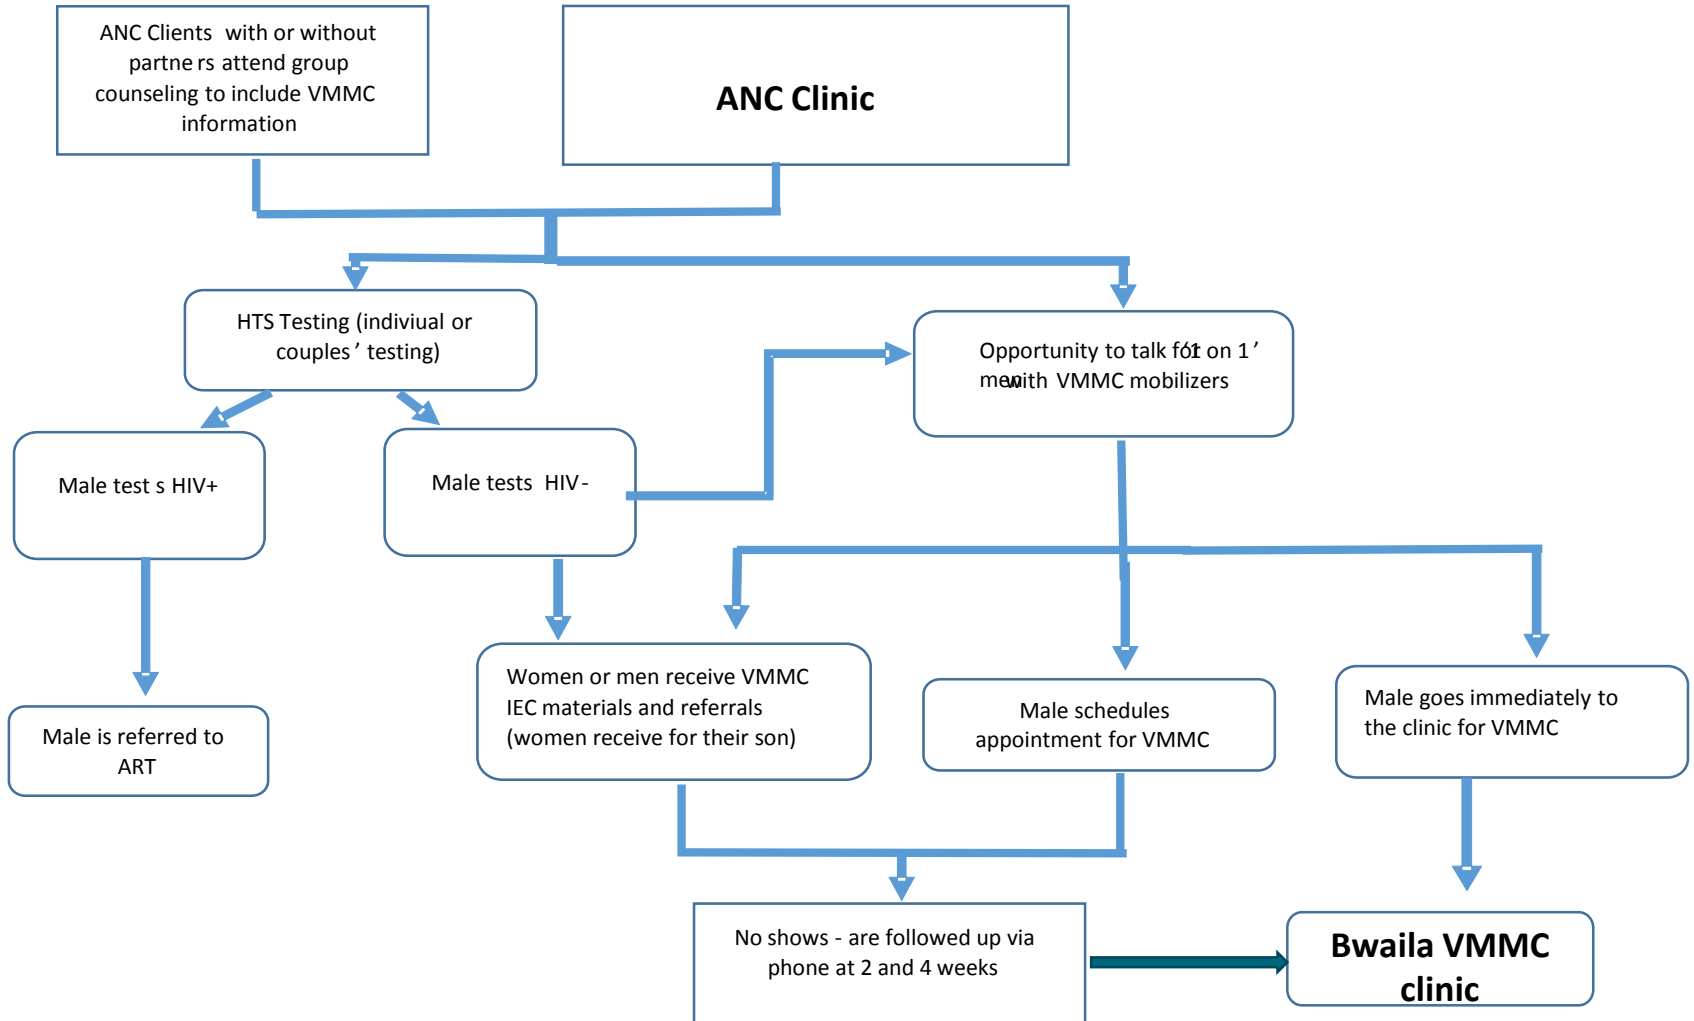 ANC Clients with or without
partners attend group
counseling to include VMMC
information
ANC Clinic
HTS Testing (indiviual or
couples' testing)
Opportunity to talk for '1 on 1'
men with VMMC mobilizers
Male tests HIV+
Male tests HIV-
Women or men receive VMMC
IEC materials and referrals
(women receive for their son)
Male schedules
appointment for VMMC
Male goes immediately to
the clinic for VMMC
Male is referred to
ART
No shows - are followed up via
phone at 2 and 4 weeks
Bwaila VMMC
clinic